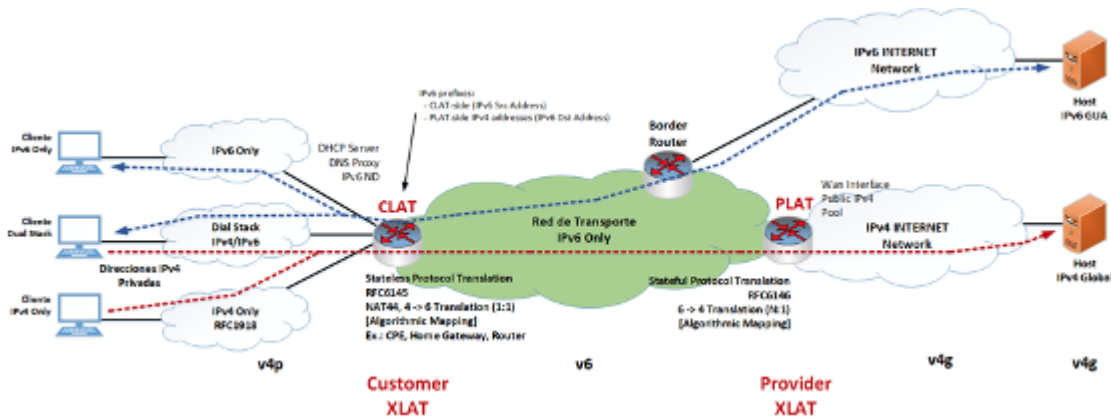 IPv6 INTERNET
Network
Host
IPv6 GUA
IPv6 prefixes:
- CLAT-side (IPv6 Src Address)
- PLAT-side IPv4 addresses (IPv6 Dst Address)
Border
Router
Cliente
IPv6 Only
IPv6 Only
DHCP Server
DNS Proxy
IPv6 ND
CLAT
PLAT
Wan Interface
Public IPv4
Pool
Cliente
Dual Stack
Dial Stack
IPv4/IPv6
Red de Transporte
IPv6 Only
IPv4 INTERNET
Network
Host
IPv4 Global
Direcciones IPv4
Privadas
Cliente
IPv4 Only
IPv4 Only
RFC1918
Stateless Protocol Translation
RFC6145
NAT44, 4 -> 6 Translation (1:1)
[Algorithmic Mapping]
Ex.: CPE, Home Gateway, Router
Stateful Protocol Translation
RFC6146
6 -> 4 Translation (N:1)
[Algorithmic Mapping]
v4p
v6
v4g
v4g
Customer
XLAT
Provider
XLAT